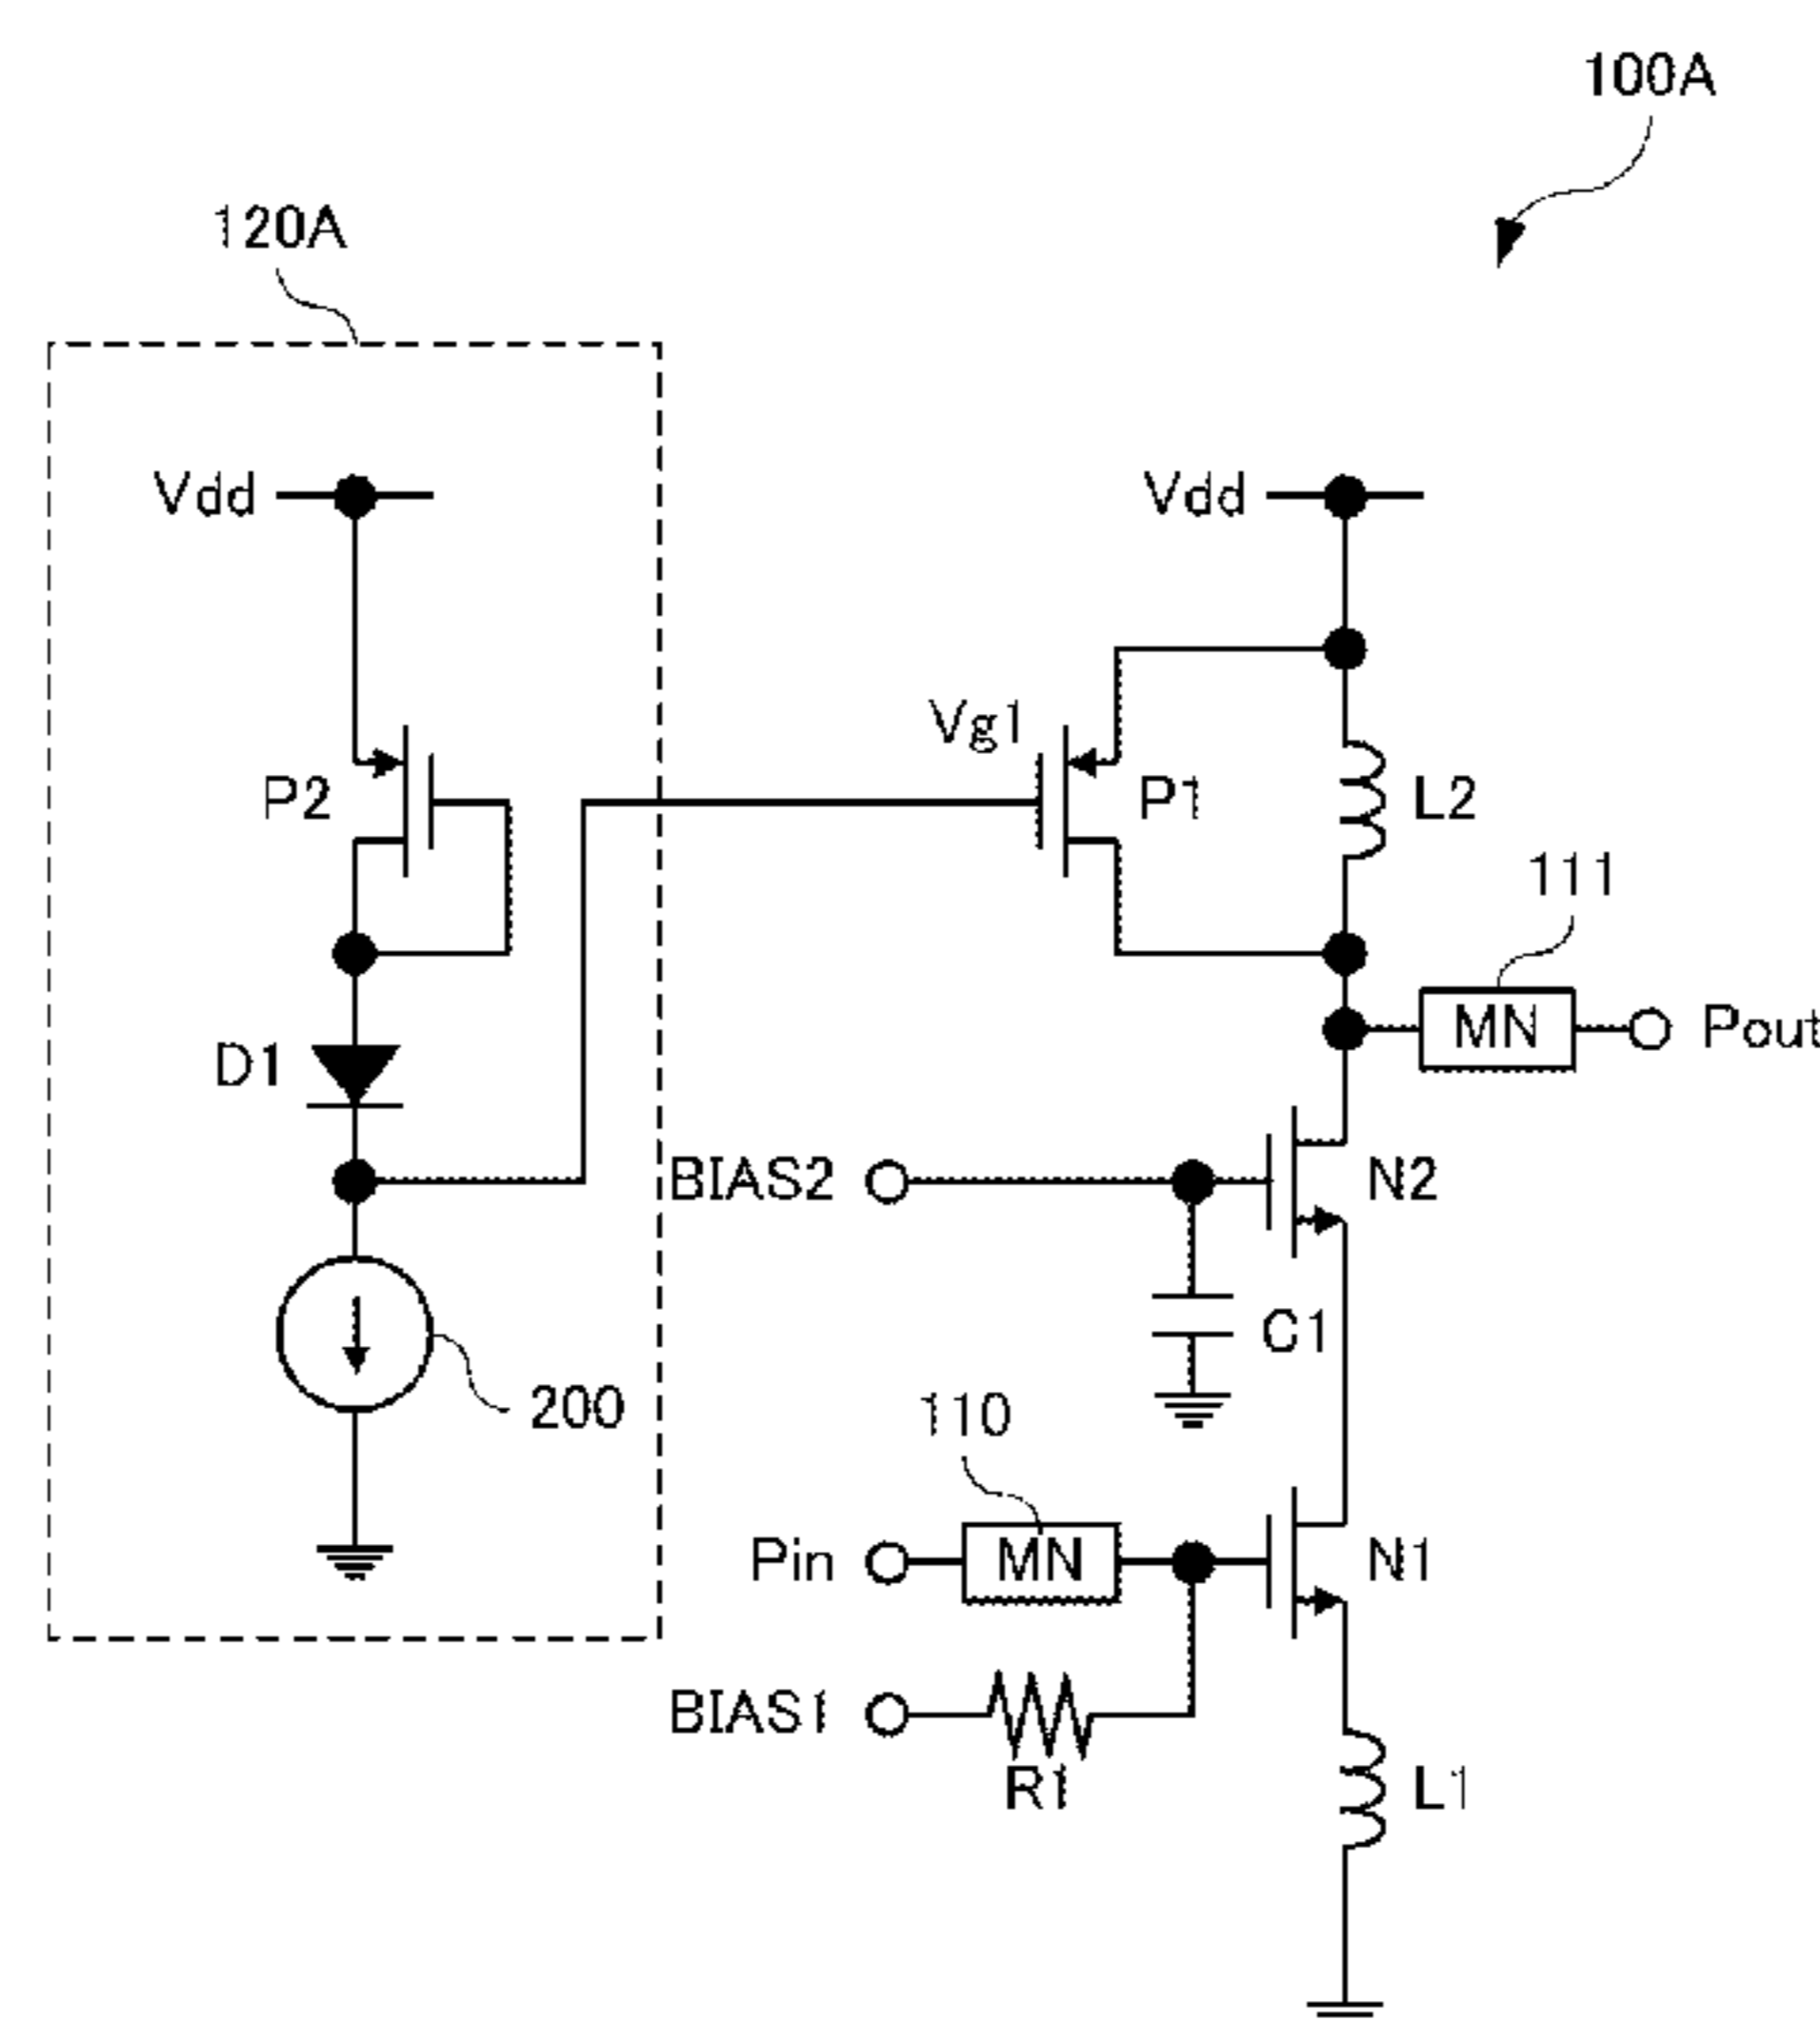 100A
120A
Vdd
Vdd
Vg1
P2
P1
L2
111
MN
Pout
D1
BIAS2
N2
C1
200
110
Pin
MN
N1
BIAS1
R1
L1